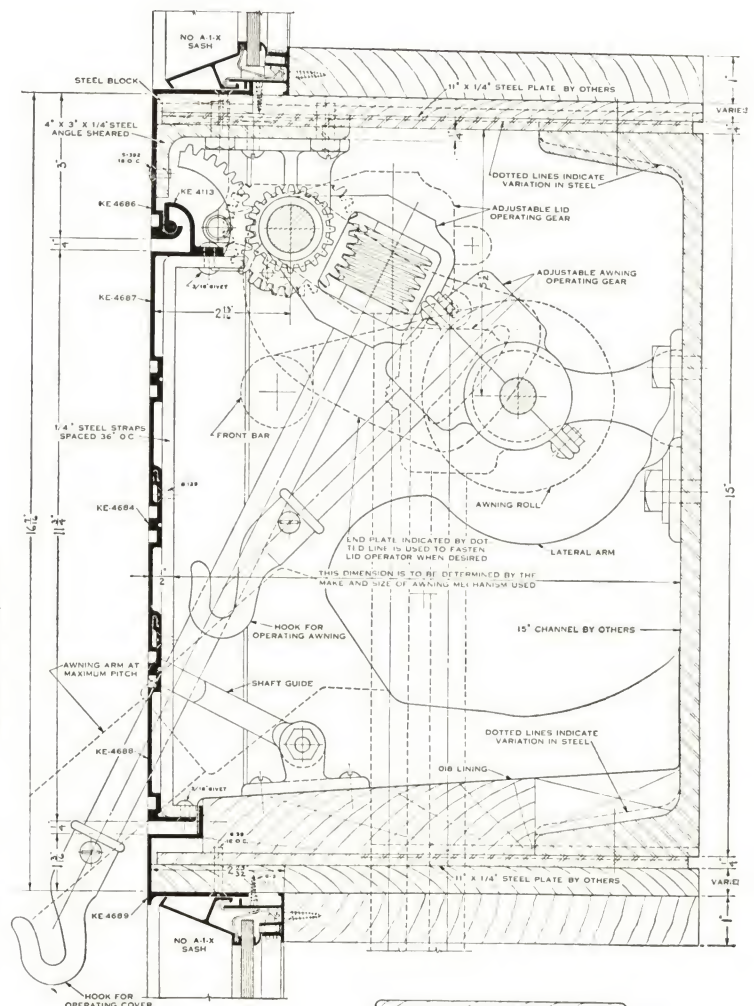 NO A-1-X
SASH
STEEL BLOCK
11" X 1/4" STEEL PLATE BY OTHERS
1"
VARIES
4" X 3" X 1/4" STEEL
ANGLE SHEARED
3"
DOTTED LINES INDICATE
VARIATION IN STEEL
KE-4113
KE-4686
ADJUSTABLE LID
OPERATING GEAR
ADJUSTABLE AWNING
OPERATING GEAR
3/16" RIVET
KE-4687
FRONT BAR
1/4" STEEL STRAPS
SPACED 36" O C
AWNING ROLL
15"
KE-4684
LATERAL ARM
END PLATE INDICATED BY DOT-
TED LINE IS USED TO FASTEN
LID OPERATOR WHEN DESIRED
2
THIS DIMENSION IS TO BE DETERMINED BY THE
MAKE AND SIZE OF AWNING MECHANISM USED
HOOK FOR
OPERATING AWNING
15" CHANNEL BY OTHERS
AWNING ARM AT
MAXIMUM PITCH
SHAFT GUIDE
DOTTED LINES INDICATE
VARIATION IN STEEL
KE-4688
018 LINING
3/16" RIVET
11" X 1/4" STEEL PLATE BY OTHERS
VARIES
1"
KE-4689
NO A-1-X
SASH
HOOK FOR
OPERATING COVER